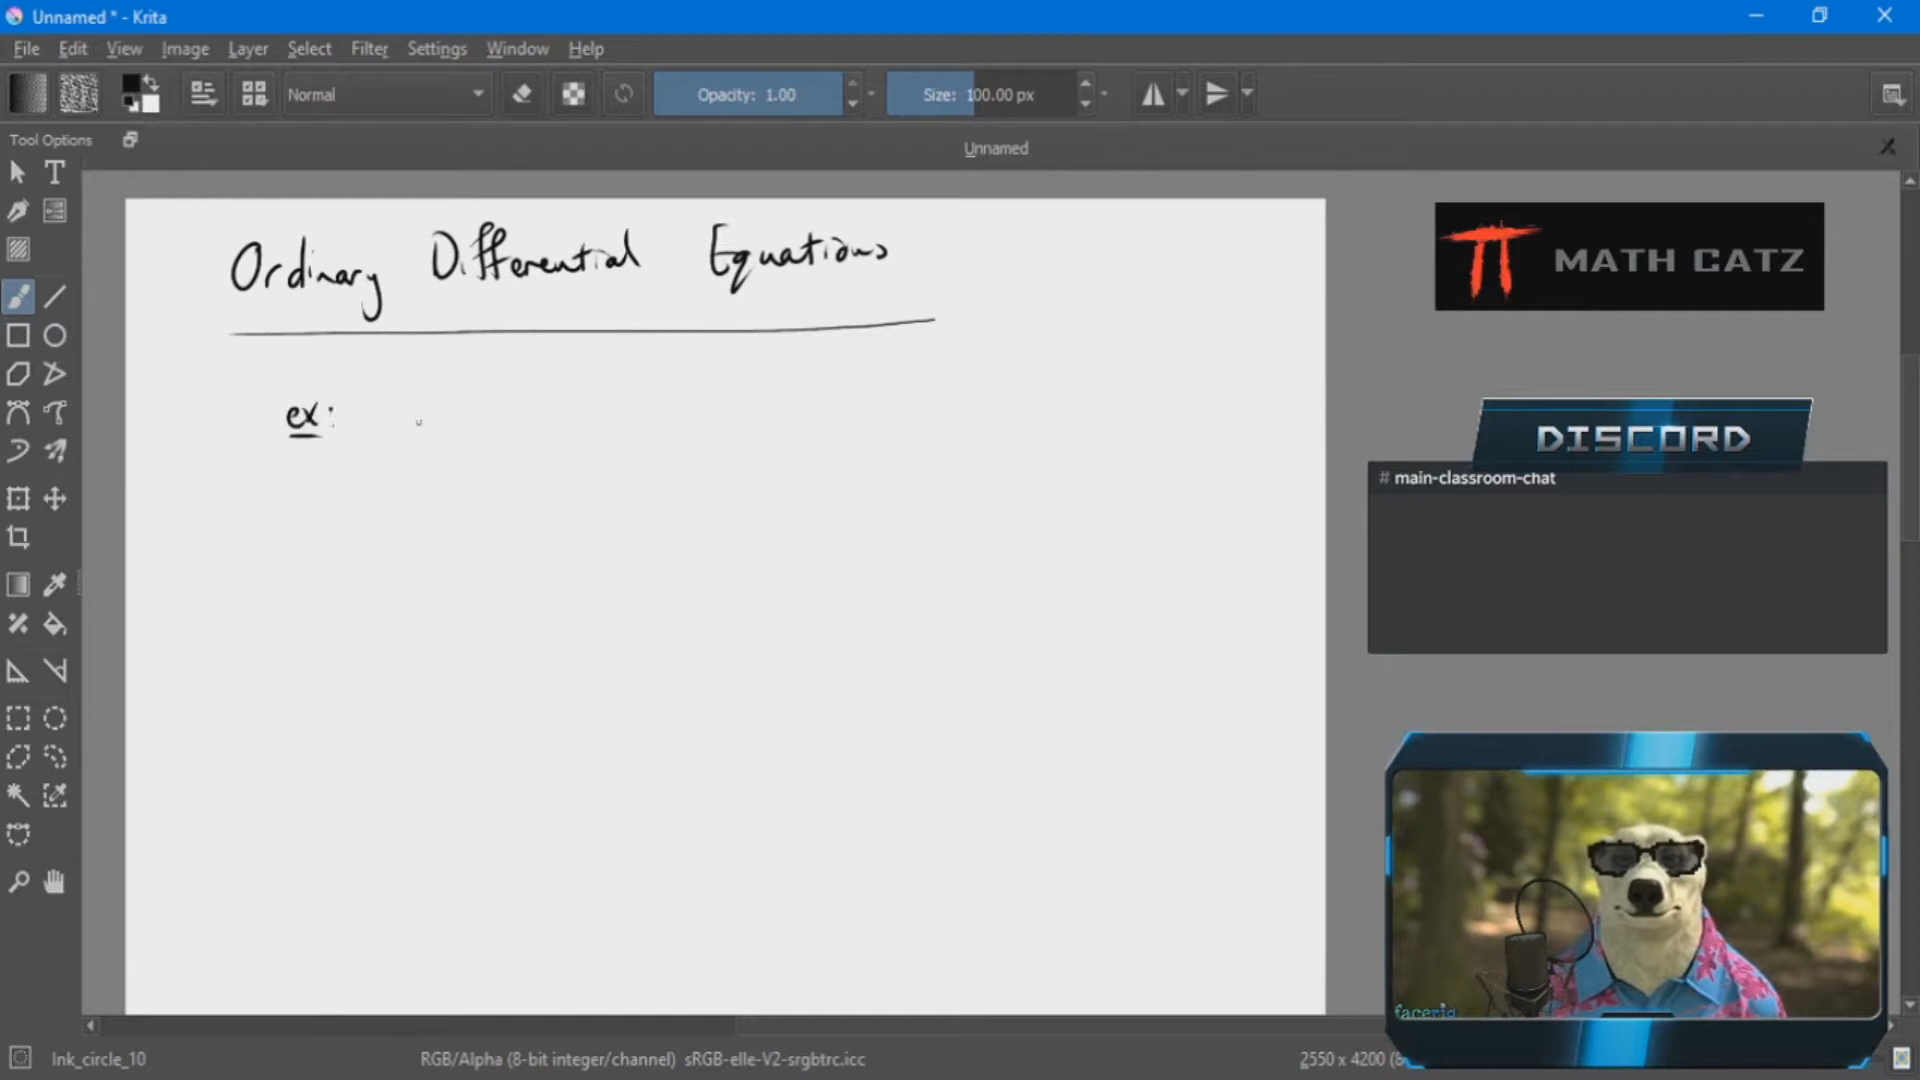 Unnamed * - Krita
File Edit View Image Layer Select Filter Settings Window Help
Normal Opacity: 1.00 Size: 100.00 px
Tool Options
Unnamed
Ordinary Differential Equations
ex:
MATH CATZ
DISCORD
# main-classroom-chat
facerig
Ink_circle_10 RGB/Alpha (8-bit integer/channel) sRGB-elle-V2-srgbtrc.icc 2550 x 4200 (8